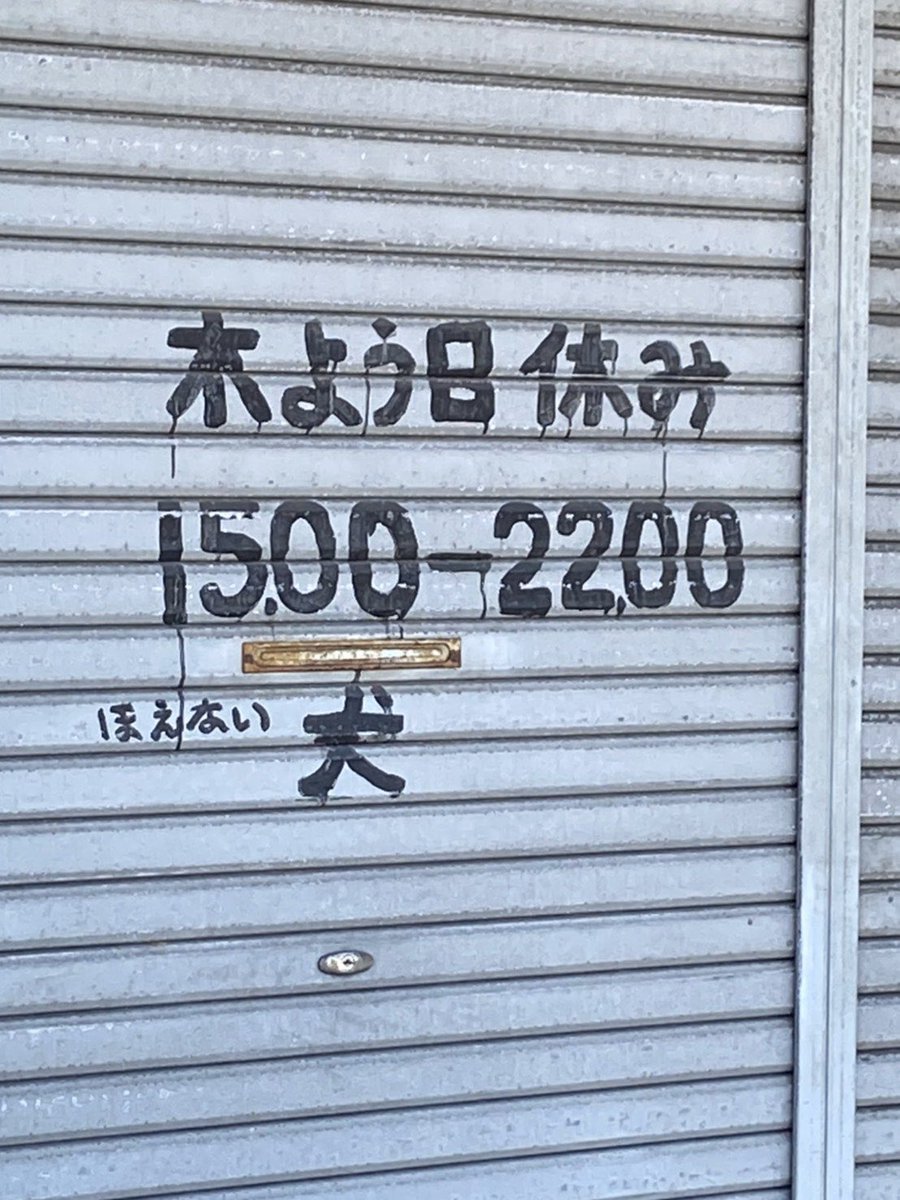 木よう日 休み
15.00-22.00
ほえない 犬